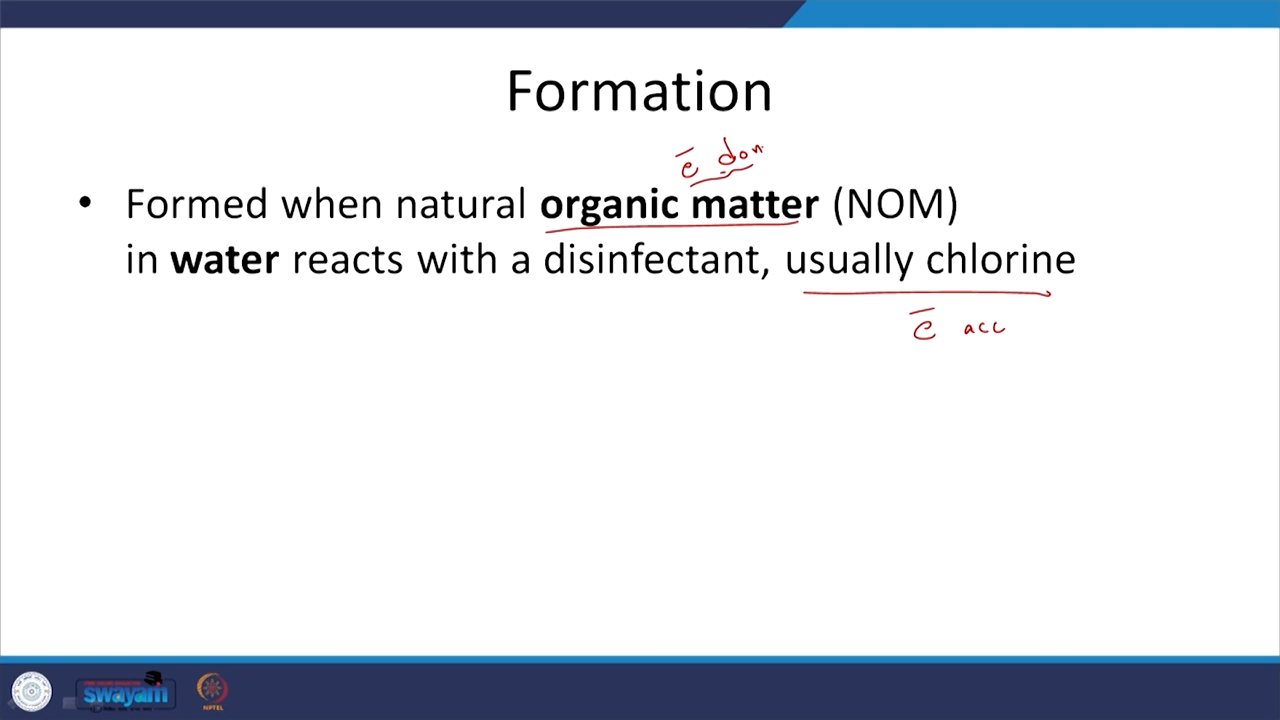 Formation
e̅ don
• Formed when natural organic matter (NOM)
in water reacts with a disinfectant, usually chlorine
e̅ acc
swayam
NPTEL